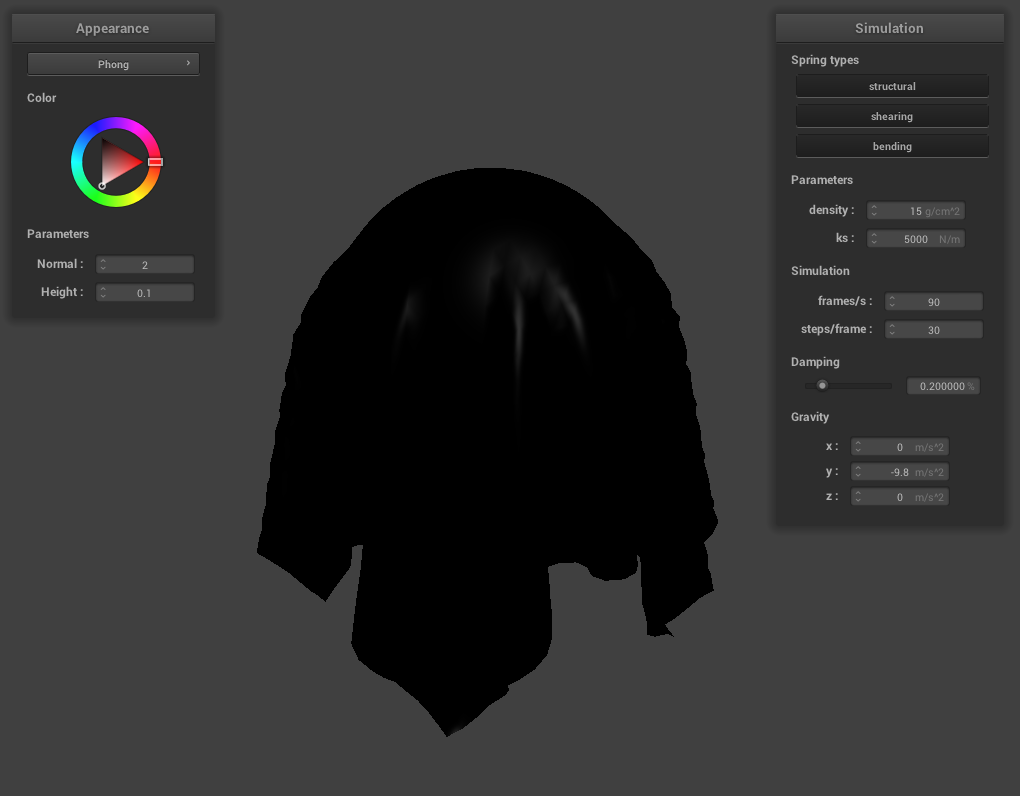 Appearance
Phong
Color
Parameters
Normal : 2
Height : 0.1
Simulation
Spring types
structural
shearing
bending
Parameters
density : 15 g/cm^2
ks : 5000 N/m
Simulation
frames/s : 90
steps/frame : 30
Damping
0.200000 %
Gravity
x : 0 m/s^2
y : -9.8 m/s^2
z : 0 m/s^2